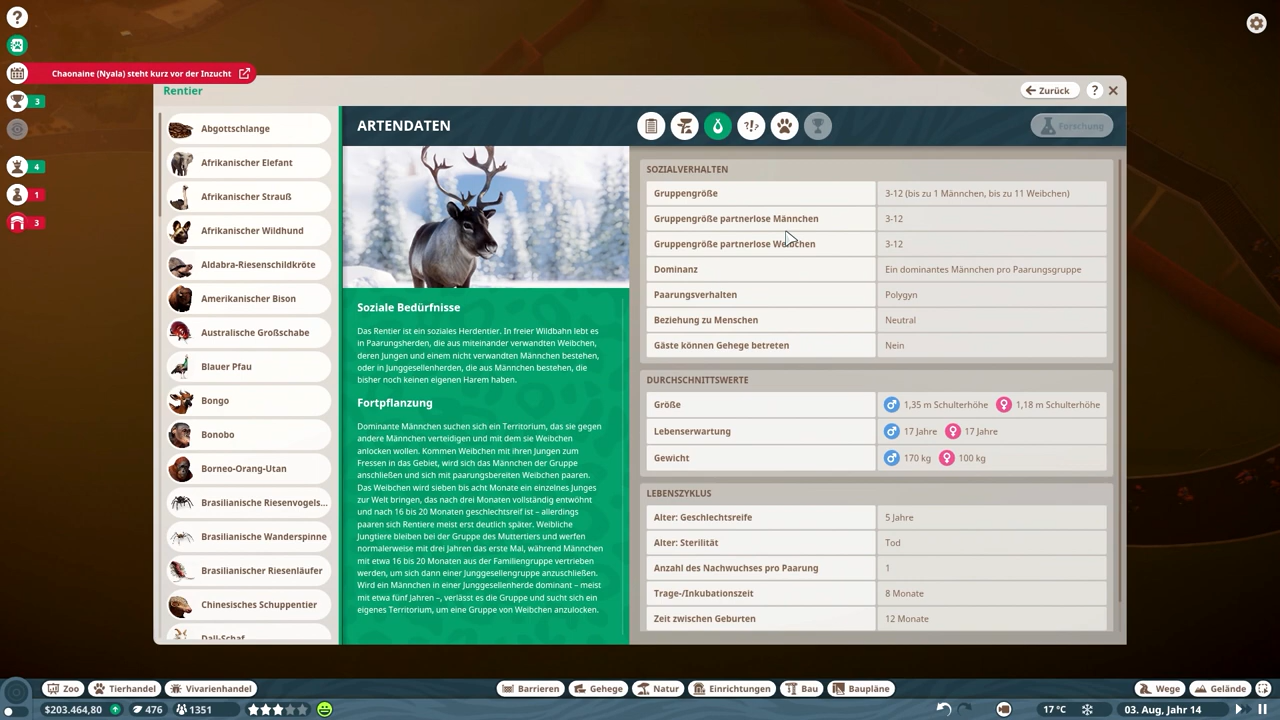 ?
Chaonaine (Nyala) steht kurz vor der Inzucht
3
4
1
3
Rentier
Zurück
?
Abgottschlange
Afrikanischer Elefant
Afrikanischer Strauß
Afrikanischer Wildhund
Aldabra-Riesenschildkröte
Amerikanischer Bison
Australische Großschabe
Blauer Pfau
Bongo
Bonobo
Borneo-Orang-Utan
Brasilianische Riesenvogels...
Brasilianische Wanderspinne
Brasilianischer Riesenläufer
Chinesisches Schuppentier
Dall-Schaf
ARTENDATEN
!?!
Forschung
Soziale Bedürfnisse
Das Rentier ist ein soziales Herdentier. In freier Wildbahn lebt es
in Paarungsherden, die aus miteinander verwandten Weibchen,
deren Jungen und einem nicht verwandten Männchen bestehen,
oder in Junggesellenherden, die aus Männchen bestehen, die
bisher noch keinen eigenen Harem haben.
Fortpflanzung
Dominante Männchen suchen sich ein Territorium, das sie gegen
andere Männchen verteidigen und mit dem sie Weibchen
anlocken wollen. Kommen Weibchen mit ihren Jungen zum
Fressen in das Gebiet, wird sich das Männchen der Gruppe
anschließen und sich mit paarungsbereiten Weibchen paaren.
Das Weibchen wird sieben bis acht Monate ein einzelnes Junges
zur Welt bringen, das nach drei Monaten vollständig entwöhnt
und nach 16 bis 20 Monaten geschlechtsreif ist – allerdings
paaren sich Rentiere meist erst deutlich später. Weibliche
Jungtiere bleiben bei der Gruppe des Muttertiers und werfen
normalerweise mit drei Jahren das erste Mal, während Männchen
mit etwa 16 bis 20 Monaten aus der Familiengruppe vertrieben
werden, um sich dann einer Junggesellengruppe anzuschließen.
Wird ein Männchen in einer Junggesellenherde dominant – meist
mit etwa fünf Jahren –, verlässt es die Gruppe und sucht sich ein
eigenes Territorium, um eine Gruppe von Weibchen anzulocken.
SOZIALVERHALTEN
Gruppengröße 3-12 (bis zu 1 Männchen, bis zu 11 Weibchen)
Gruppengröße partnerlose Männchen 3-12
Gruppengröße partnerlose Weibchen 3-12
Dominanz Ein dominantes Männchen pro Paarungsgruppe
Paarungsverhalten Polygyn
Beziehung zu Menschen Neutral
Gäste können Gehege betreten Nein
DURCHSCHNITTSWERTE
Größe 1,35 m Schulterhöhe 1,18 m Schulterhöhe
Lebenserwartung 17 Jahre 17 Jahre
Gewicht 170 kg 100 kg
LEBENSZYKLUS
Alter: Geschlechtsreife 5 Jahre
Alter: Sterilität Tod
Anzahl des Nachwuchses pro Paarung 1
Trage-/Inkubationszeit 8 Monate
Zeit zwischen Geburten 12 Monate
Zoo Tierhandel Vivarienhandel Barrieren Gehege Natur Einrichtungen Bau Baupläne Wege Gelände
$203.464,80 476 1351 17 °C 03. Aug, Jahr 14